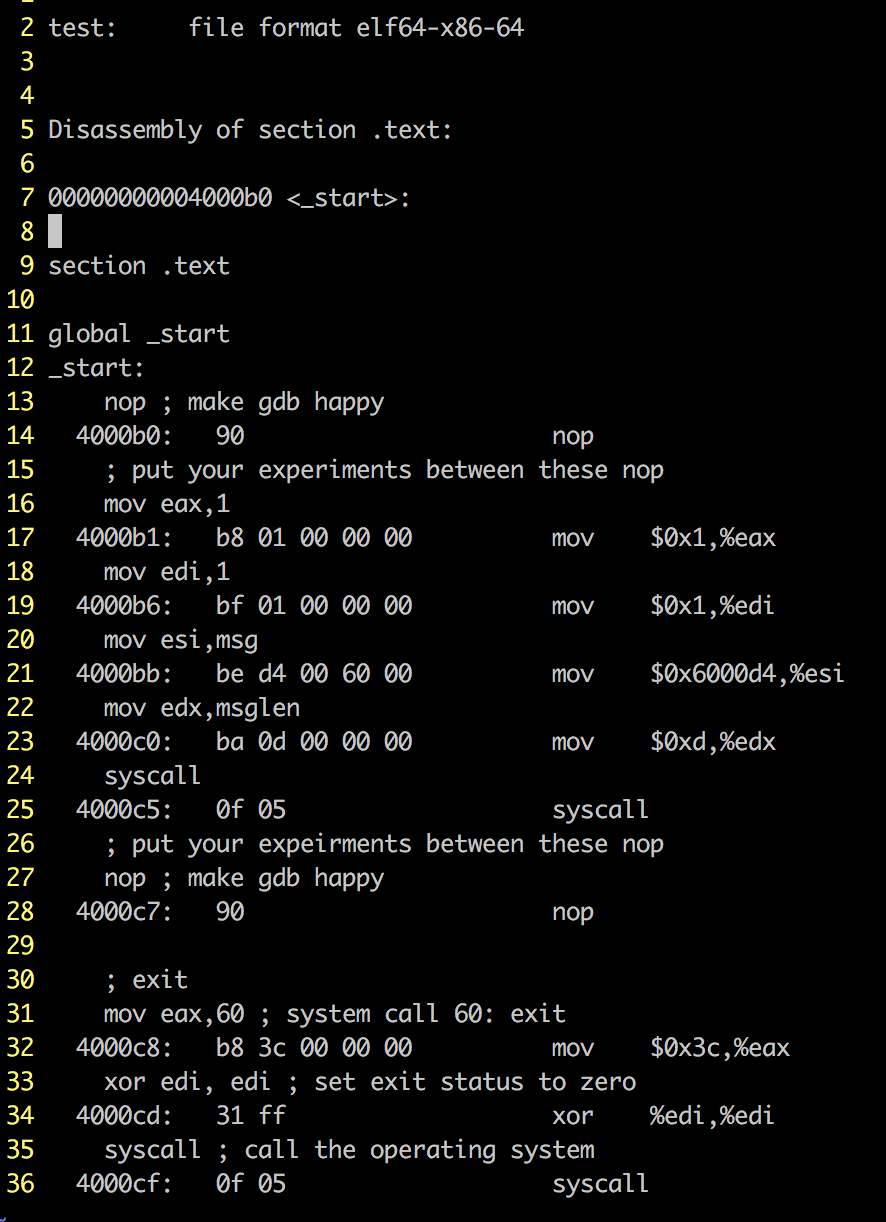 2 test:     file format elf64-x86-64
3
4
5 Disassembly of section .text:
6
7 00000000004000b0 <_start>:
8
9 section .text
10
11 global _start
12 _start:
13     nop ; make gdb happy
14   4000b0:   90                      nop
15     ; put your experiments between these nop
16     mov eax,1
17   4000b1:   b8 01 00 00 00          mov    $0x1,%eax
18     mov edi,1
19   4000b6:   bf 01 00 00 00          mov    $0x1,%edi
20     mov esi,msg
21   4000bb:   be d4 00 60 00          mov    $0x6000d4,%esi
22     mov edx,msglen
23   4000c0:   ba 0d 00 00 00          mov    $0xd,%edx
24     syscall
25   4000c5:   0f 05                   syscall
26     ; put your expeirments between these nop
27     nop ; make gdb happy
28   4000c7:   90                      nop
29
30     ; exit
31     mov eax,60 ; system call 60: exit
32   4000c8:   b8 3c 00 00 00          mov    $0x3c,%eax
33     xor edi, edi ; set exit status to zero
34   4000cd:   31 ff                   xor    %edi,%edi
35     syscall ; call the operating system
36   4000cf:   0f 05                   syscall